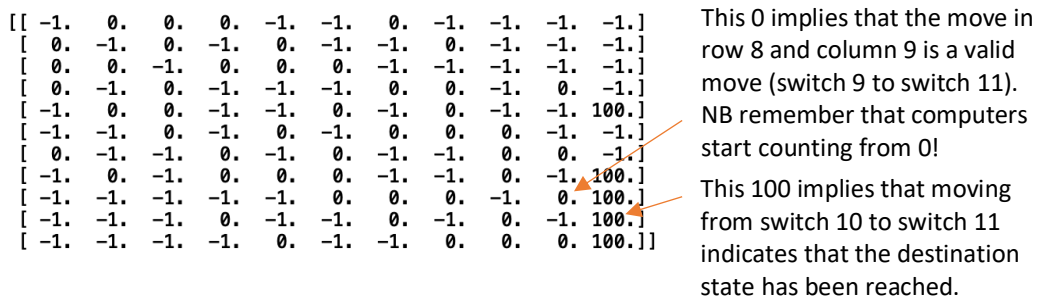 [[ -1. 0. 0. 0. -1. -1. 0. -1. -1. -1. -1.]
[ 0. -1. 0. -1. 0. -1. -1. 0. -1. -1. -1.]
[ 0. 0. -1. 0. 0. 0. -1. -1. -1. -1. -1.]
[ 0. -1. 0. -1. -1. -1. 0. 0. -1. 0. -1.]
[ -1. 0. 0. -1. -1. 0. -1. 0. -1. -1. 100.]
[ -1. -1. 0. -1. 0. -1. 0. 0. 0. -1. -1.]
[ 0. -1. -1. 0. -1. 0. -1. -1. 0. 0. -1.]
[ -1. 0. -1. 0. 0. 0. -1. -1. 0. -1. 100.]
[ -1. -1. -1. -1. -1. 0. 0. 0. -1. 0. 100.]
[ -1. -1. -1. 0. -1. -1. 0. -1. 0. -1. 100.]
[ -1. -1. -1. -1. 0. -1. -1. 0. 0. 0. 100.]]
This 0 implies that the move in
row 8 and column 9 is a valid
move (switch 9 to switch 11).
NB remember that computers
start counting from 0!
This 100 implies that moving
from switch 10 to switch 11
indicates that the destination
state has been reached.